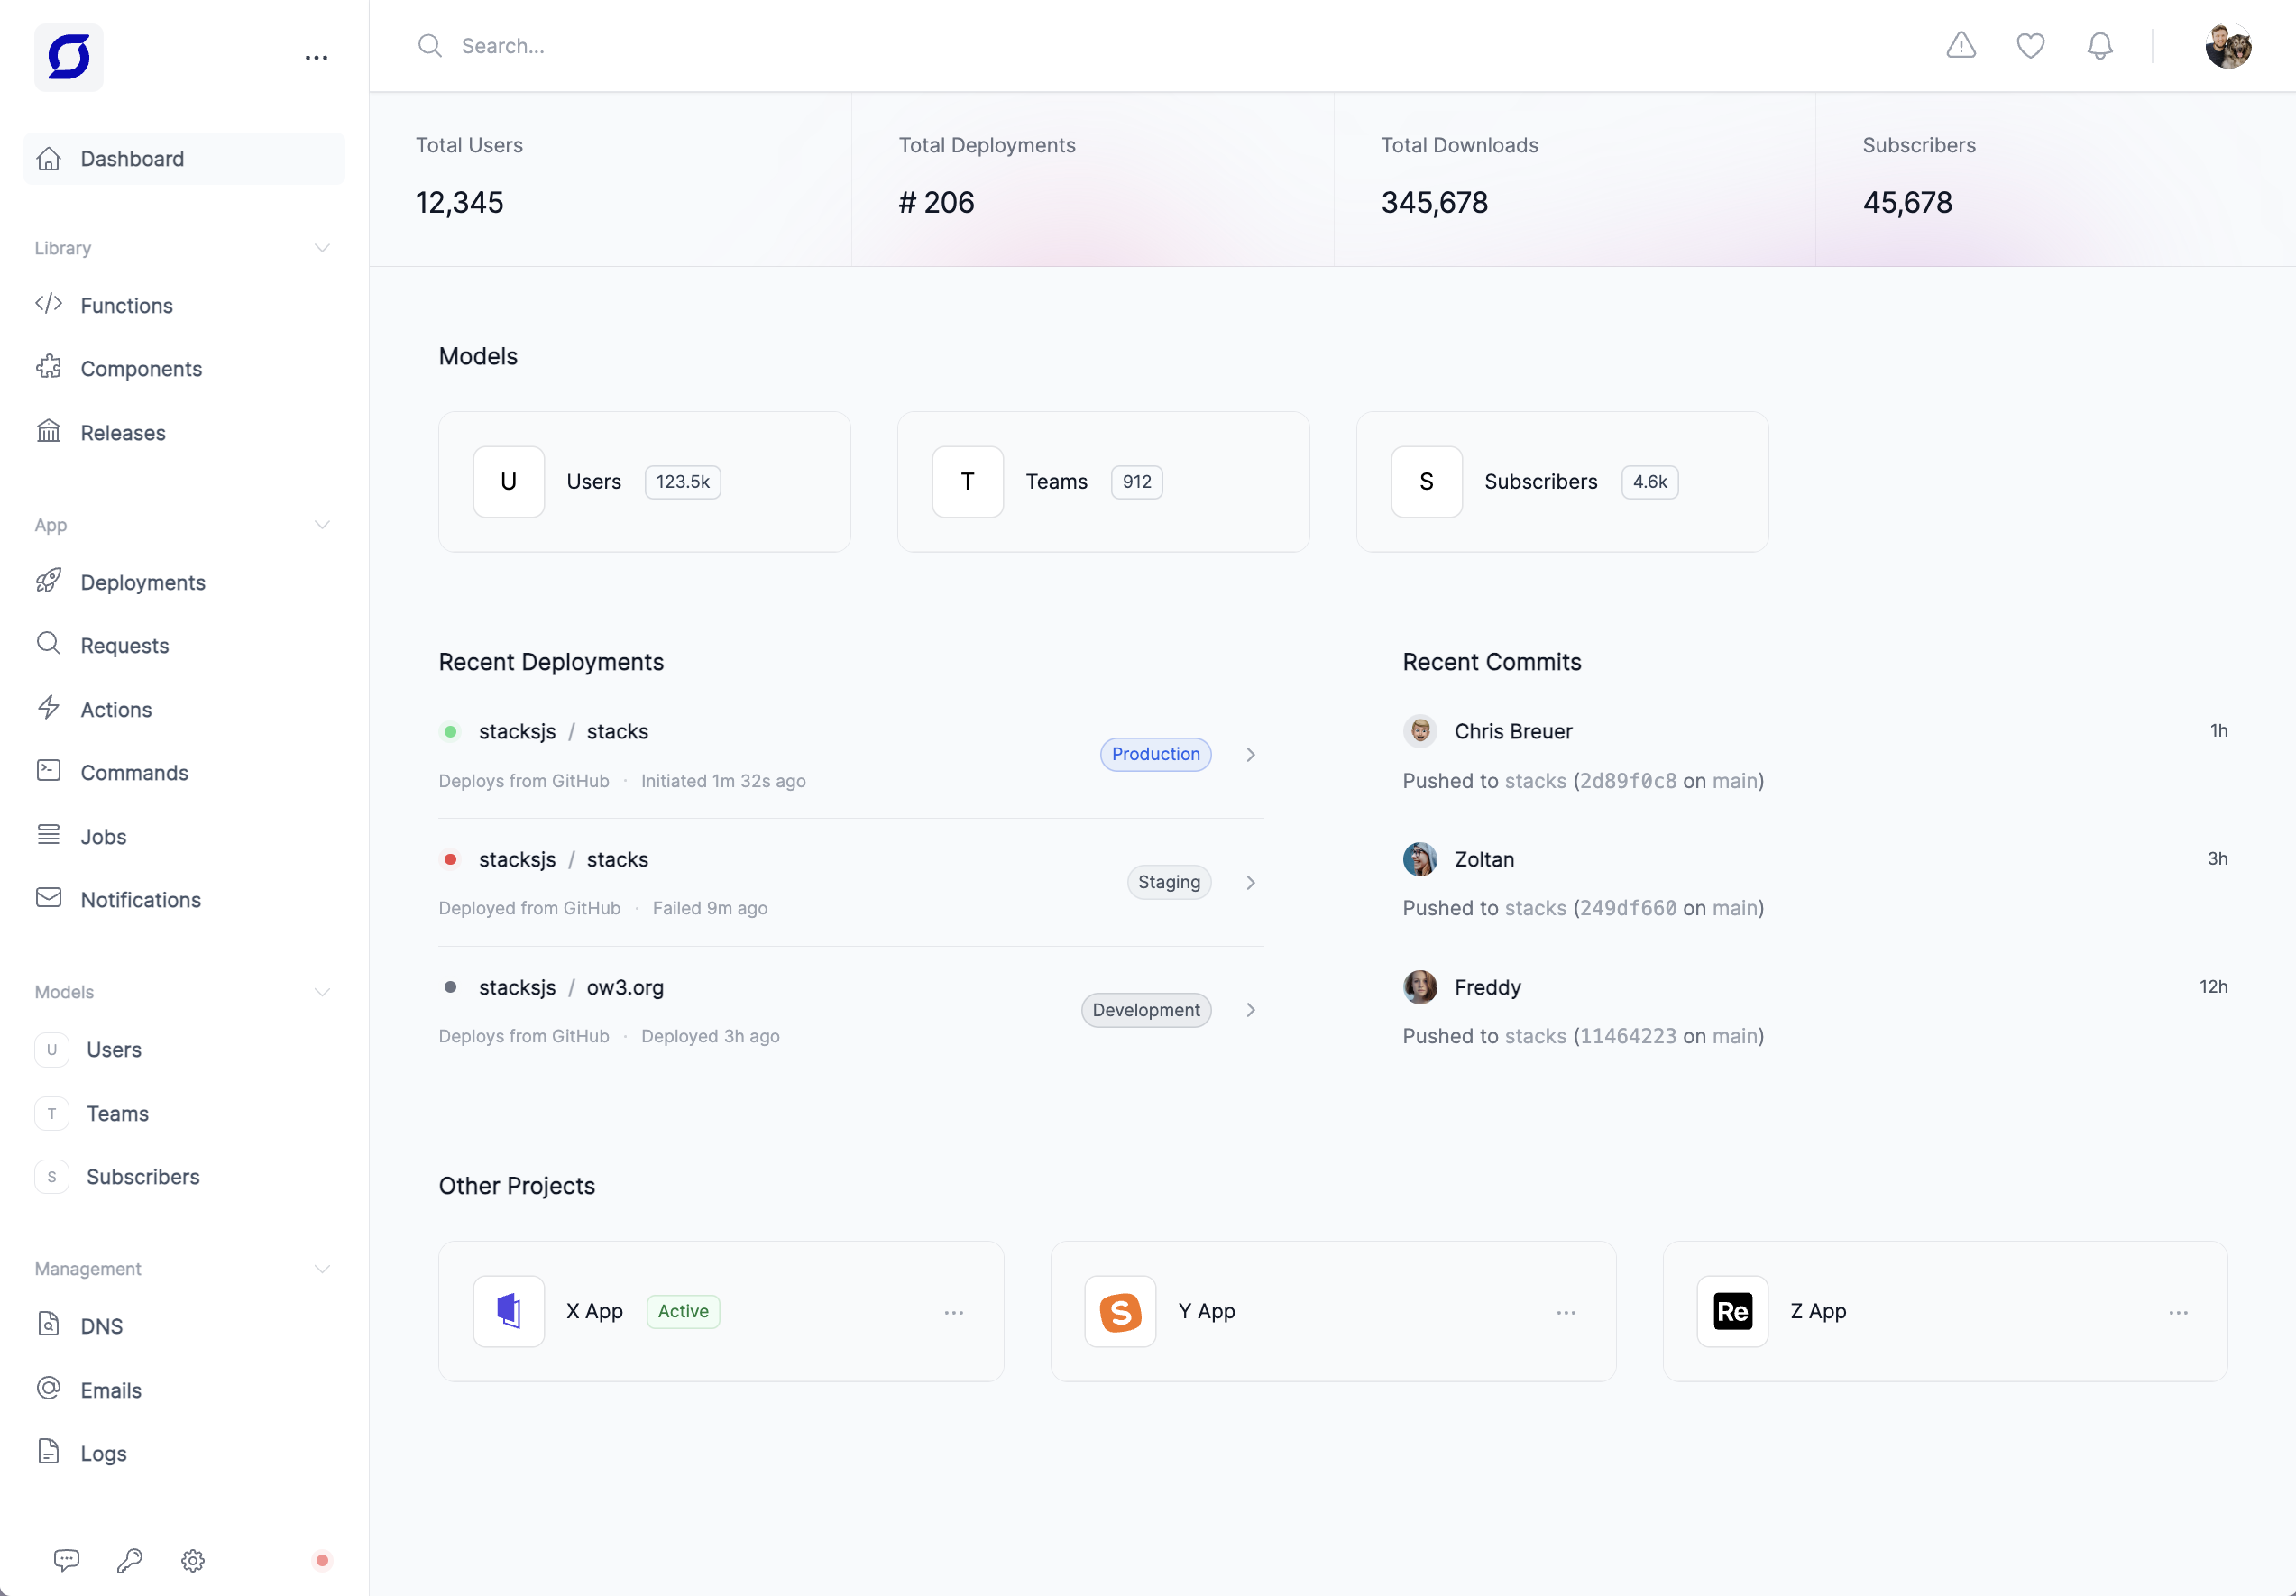 Search...
Dashboard
Library
Functions
Components
Releases
App
Deployments
Requests
Actions
Commands
Jobs
Notifications
Models
U Users
T Teams
S Subscribers
Management
DNS
Emails
Logs
Total Users
12,345
Total Deployments
# 206
Total Downloads
345,678
Subscribers
45,678
Models
U Users 123.5k
T Teams 912
S Subscribers 4.6k
Recent Deployments
stacksjs / stacks
Deploys from GitHub · Initiated 1m 32s ago
Production
stacksjs / stacks
Deployed from GitHub · Failed 9m ago
Staging
stacksjs / ow3.org
Deploys from GitHub · Deployed 3h ago
Development
Recent Commits
Chris Breuer 1h
Pushed to stacks (2d89f0c8 on main)
Zoltan 3h
Pushed to stacks (249df660 on main)
Freddy 12h
Pushed to stacks (11464223 on main)
Other Projects
X App Active
S Y App
Re Z App